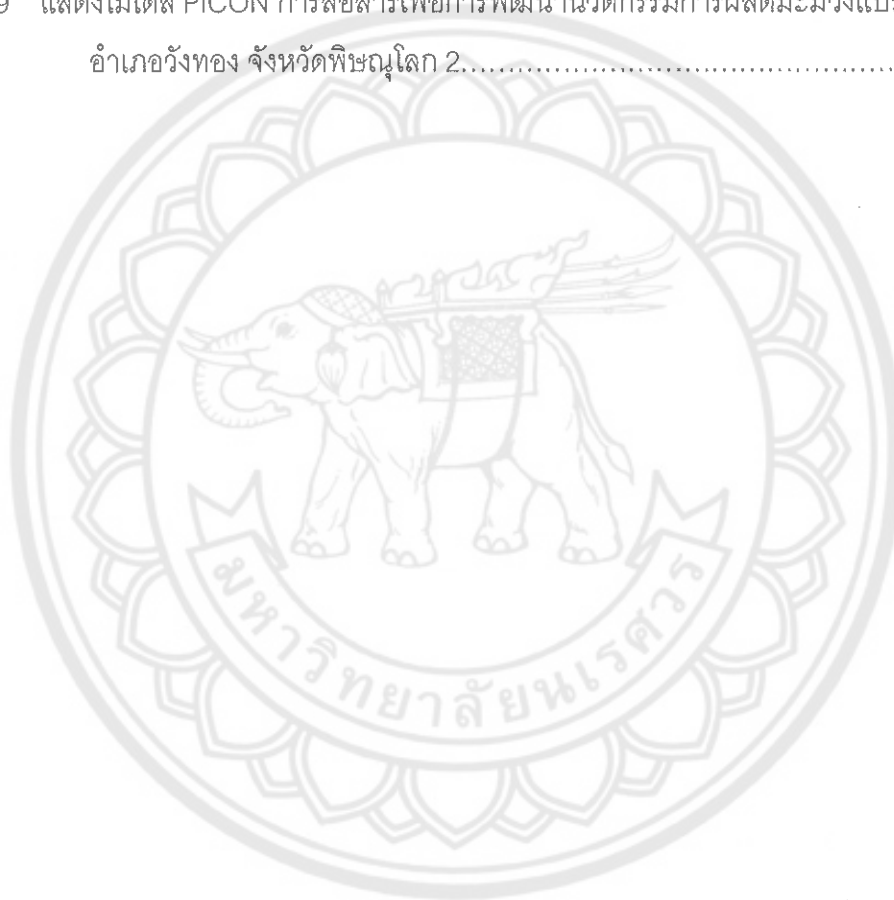 9 แสดงโมเดล PICON การสื่อสารเพื่อการพัฒนานวัตกรรมการผลิตมะม่วงแปร
อำเภอวังทอง จังหวัดพิษณุโลก 2................................................
มหาวิทยาลัยนเรศวร